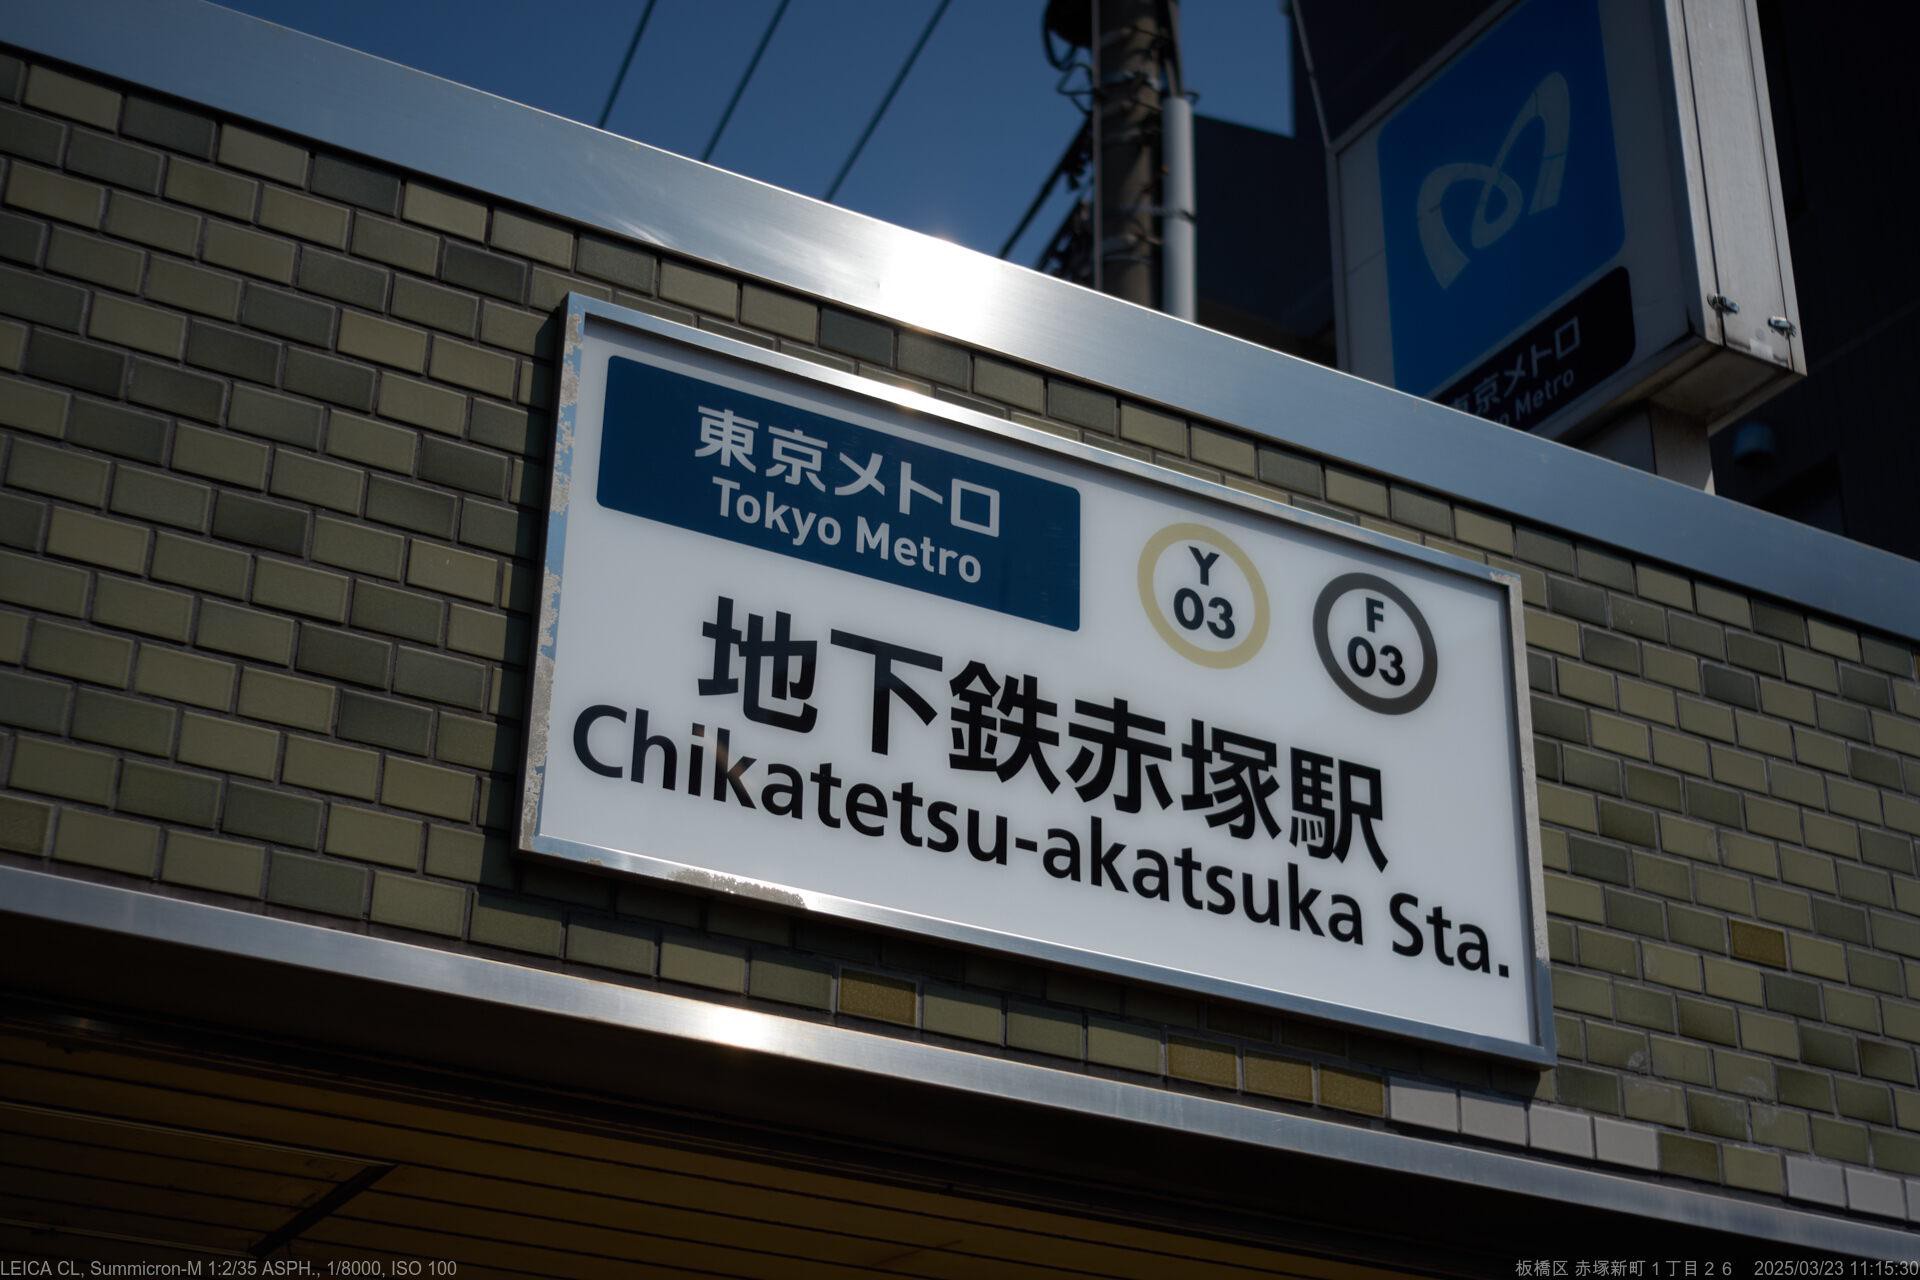 東京メトロ
Tokyo Metro
Y
03
F
03
地下鉄赤塚駅
Chikatetsu-akatsuka Sta.
東京メトロ
Metro
LEICA CL, Summicron-M 1:2/35 ASPH., 1/8000, ISO 100
板橋区 赤塚新町1丁目26 2025/03/23 11:15:30